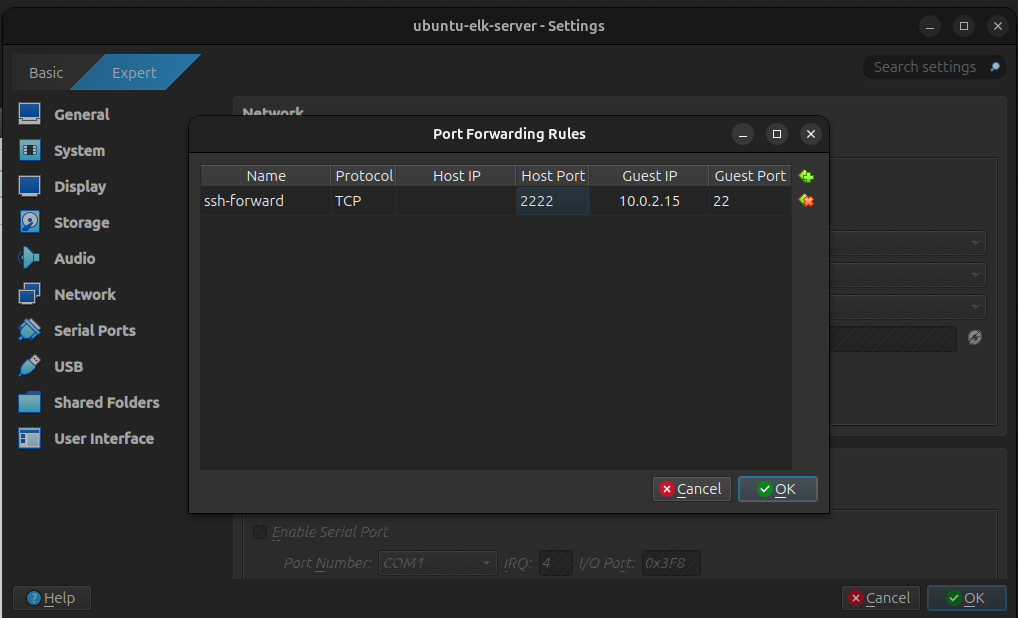 ubuntu-elk-server - Settings
Basic Expert Search settings
General
System
Display
Storage
Audio
Network
Serial Ports
USB
Shared Folders
User Interface
Network
Port Forwarding Rules
Name Protocol Host IP Host Port Guest IP Guest Port
ssh-forward TCP 2222 10.0.2.15 22
Cancel OK
Enable Serial Port
Port Number: COM1 IRQ: 4 I/O Port: 0x3F8
Help Cancel OK